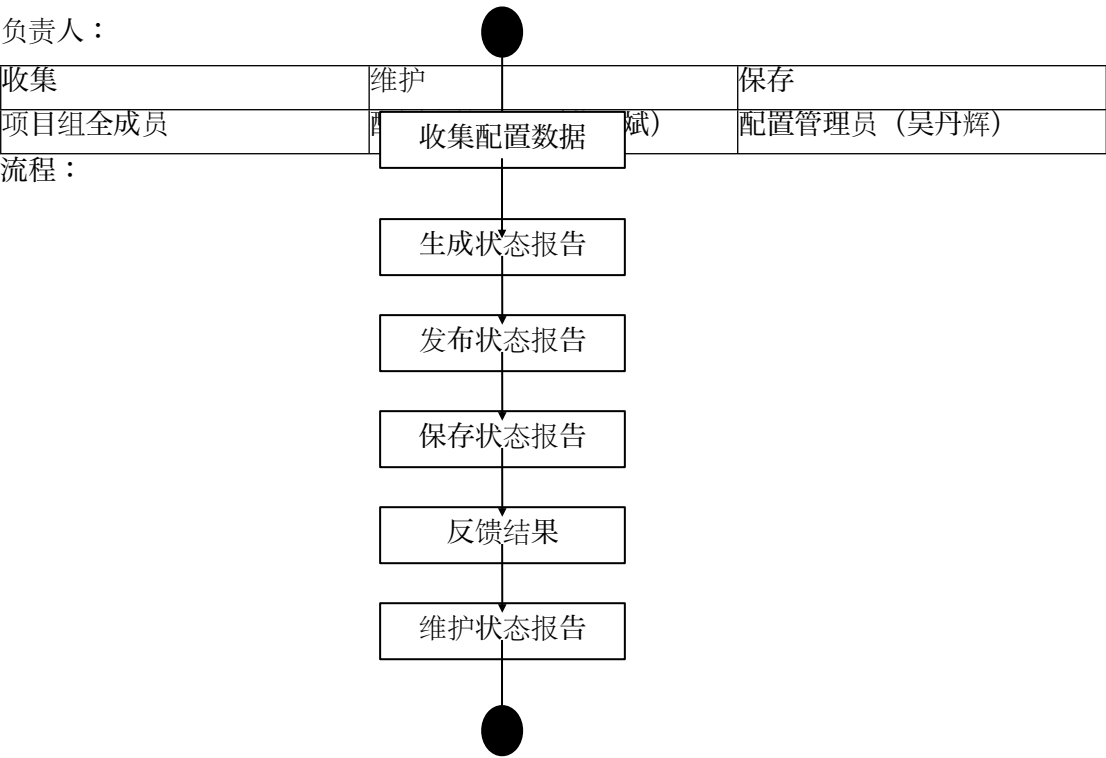 负责人：
收集 维护 保存
项目组全成员 斌） 配置管理员（吴丹辉）
收集配置数据
流程：
生成状态报告
发布状态报告
保存状态报告
反馈结果
维护状态报告